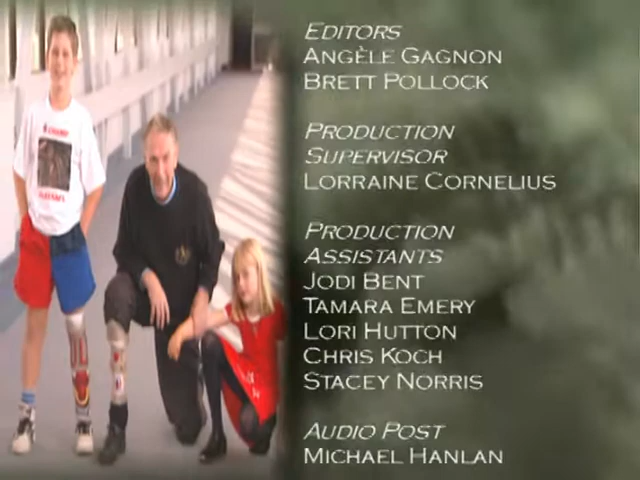 EDITORS
ANGÈLE GAGNON
BRETT POLLOCK
PRODUCTION
SUPERVISOR
LORRAINE CORNELIUS
PRODUCTION
ASSISTANTS
JODI BENT
TAMARA EMERY
LORI HUTTON
CHRIS KOCH
STACEY NORRIS
AUDIO POST
MICHAEL HANLAN